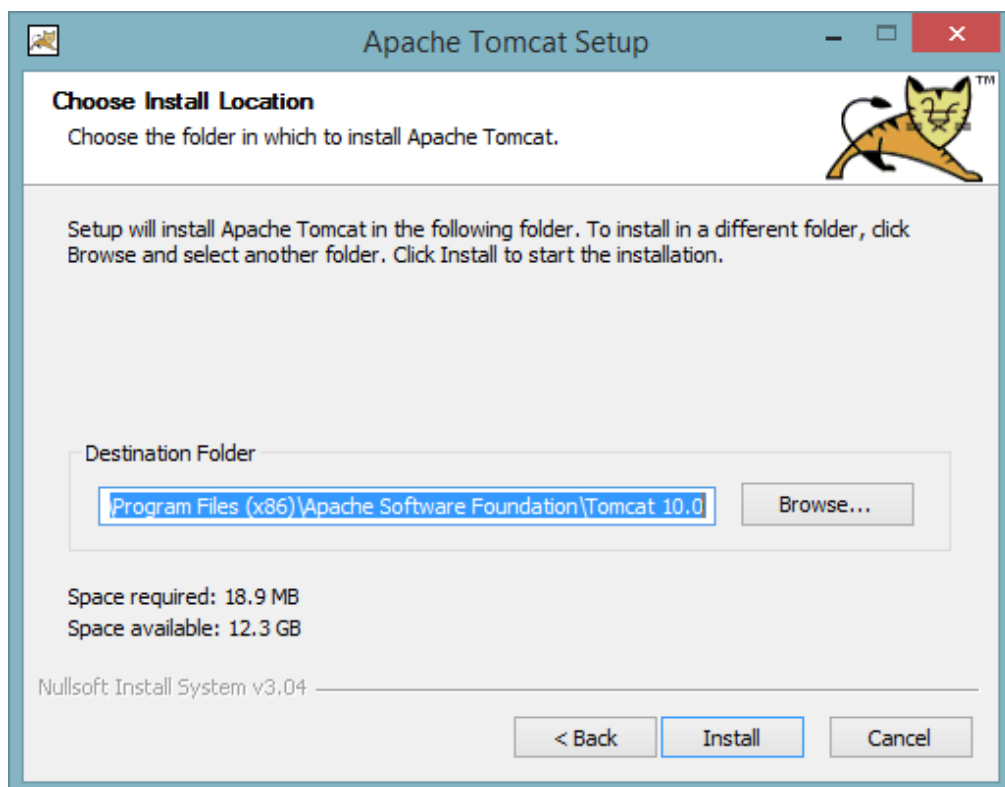 Apache Tomcat Setup
Choose Install Location
Choose the folder in which to install Apache Tomcat.
TM
Setup will install Apache Tomcat in the following folder. To install in a different folder, click
Browse and select another folder. Click Install to start the installation.
Destination Folder
\Program Files (x86)\Apache Software Foundation\Tomcat 10.0
Browse...
Space required: 18.9 MB
Space available: 12.3 GB
Nullsoft Install System v3.04
< Back
Install
Cancel